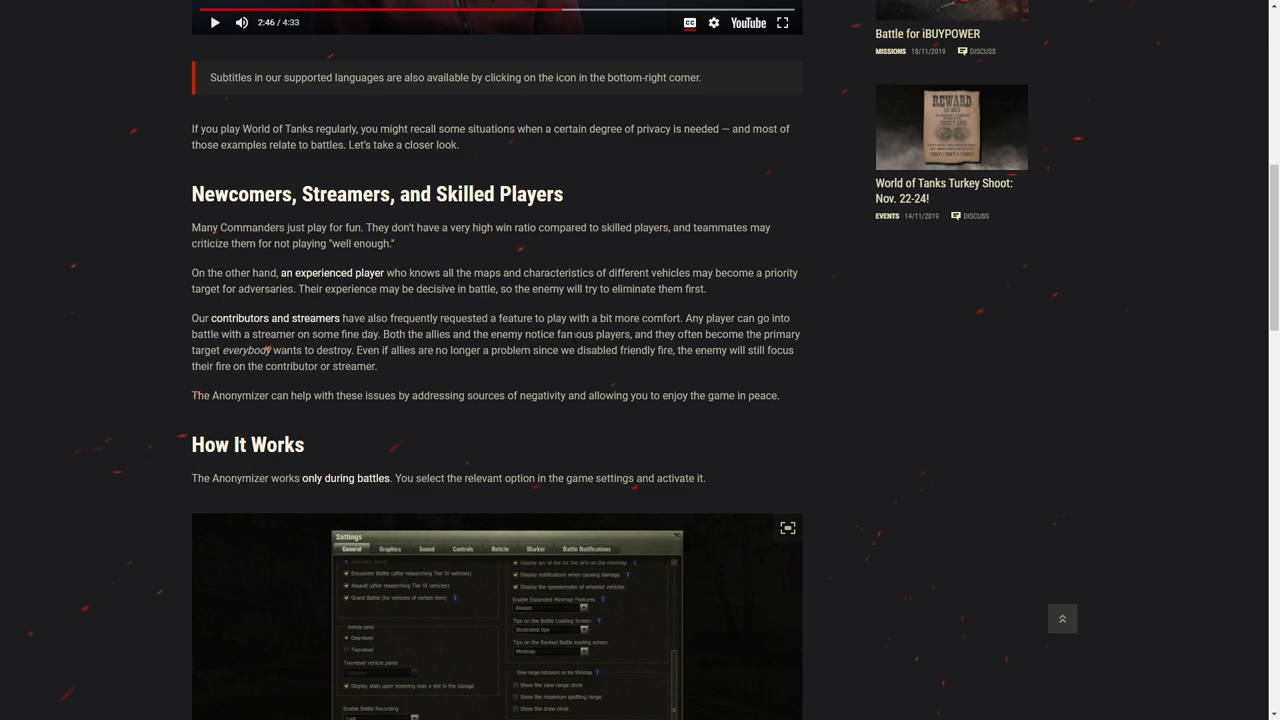 2:46 / 4:33
CC
YouTube
Subtitles in our supported languages are also available by clicking on the icon in the bottom-right corner.
If you play World of Tanks regularly, you might recall some situations when a certain degree of privacy is needed — and most of
those examples relate to battles. Let's take a closer look.
Newcomers, Streamers, and Skilled Players
Many Commanders just play for fun. They don't have a very high win ratio compared to skilled players, and teammates may
criticize them for not playing "well enough."
On the other hand, an experienced player who knows all the maps and characteristics of different vehicles may become a priority
target for adversaries. Their experience may be decisive in battle, so the enemy will try to eliminate them first.
Our contributors and streamers have also frequently requested a feature to play with a bit more comfort. Any player can go into
battle with a streamer on some fine day. Both the allies and the enemy notice famous players, and they often become the primary
target everybody wants to destroy. Even if allies are no longer a problem since we disabled friendly fire, the enemy will still focus
their fire on the contributor or streamer.
The Anonymizer can help with these issues by addressing sources of negativity and allowing you to enjoy the game in peace.
How It Works
The Anonymizer works only during battles. You select the relevant option in the game settings and activate it.
Settings
General Graphics Sound Controls Reticle Marker Battle Notifications
Encounter Battle (after researching Tier IV vehicles)
Assault (after researching Tier VI vehicles)
Grand Battle (for vehicles of certain tiers)
Vehicle panel
One-level
Two-level
Two-level vehicle panel
Display stats upon hovering over a slot in the Garage
Enable Battle Recording
Last
Display arc of fire for the SPG on the minimap
Display notifications when causing damage
Display the speedometer of wheeled vehicles
Enable Expanded Minimap Features
Always
Tips on the Battle Loading Screen
Illustrated tips
Tips on the Ranked Battle loading screen
Minimap
View range indicators on the Minimap
Show the view range circle
Show the maximum spotting range
Show the draw circle
Battle for iBUYPOWER
MISSIONS 18/11/2019 DISCUSS
REWARD
World of Tanks Turkey Shoot:
Nov. 22-24!
EVENTS 14/11/2019 DISCUSS